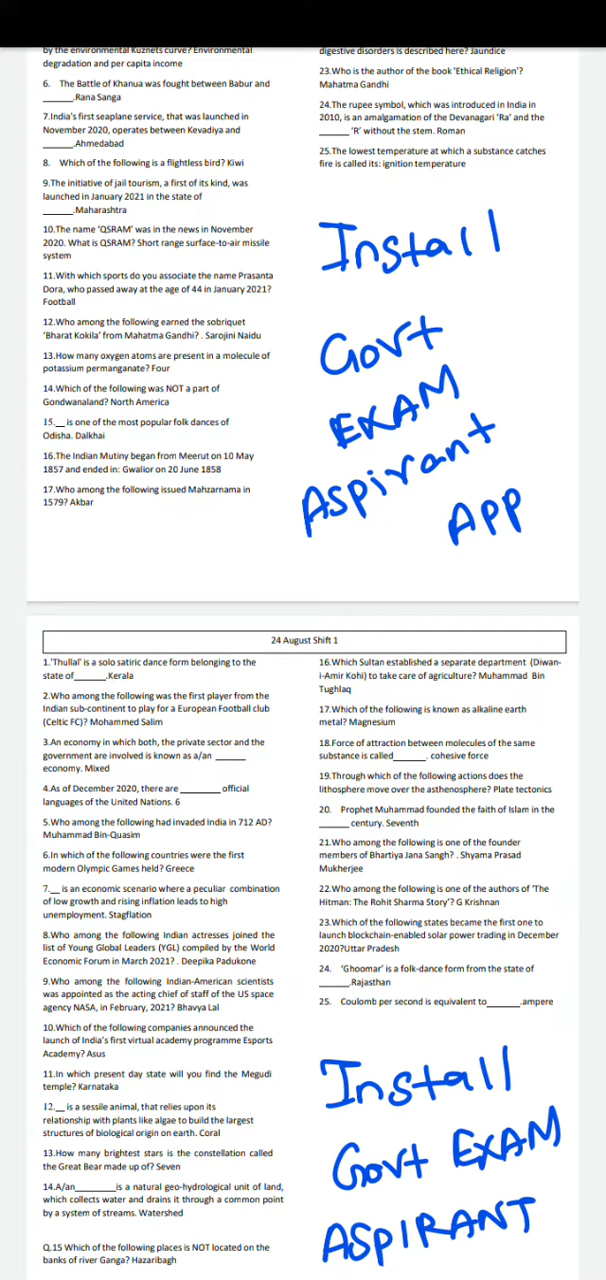 by the environmental Kuznets curve? Environmental
degradation and per capita income
6. The Battle of Khanua was fought between Babur and
______.Rana Sanga
7.India's first seaplane service, that was launched in
November 2020, operates between Kevadiya and
______.Ahmedabad
8. Which of the following is a flightless bird? Kiwi
9.The initiative of jail tourism, a first of its kind, was
launched in January 2021 in the state of
______.Maharashtra
10.The name 'QSRAM' was in the news in November
2020. What is QSRAM? Short range surface-to-air missile
system
11.With which sports do you associate the name Prasanta
Dora, who passed away at the age of 44 in January 2021?
Football
12.Who among the following earned the sobriquet
'Bharat Kokila' from Mahatma Gandhi? . Sarojini Naidu
13.How many oxygen atoms are present in a molecule of
potassium permanganate? Four
14.Which of the following was NOT a part of
Gondwanaland? North America
15.__ is one of the most popular folk dances of
Odisha. Dalkhai
16.The Indian Mutiny began from Meerut on 10 May
1857 and ended in: Gwalior on 20 June 1858
17.Who among the following issued Mahzarnama in
1579? Akbar
digestive disorders is described here? Jaundice
23.Who is the author of the book 'Ethical Religion'?
Mahatma Gandhi
24.The rupee symbol, which was introduced in India in
2010, is an amalgamation of the Devanagari 'Ra' and the
______ 'R' without the stem. Roman
25.The lowest temperature at which a substance catches
fire is called its: ignition temperature
Install
Govt
EXAM
Aspirant
APP
24 August Shift 1
1.'Thullal' is a solo satiric dance form belonging to the
state of______.Kerala
2.Who among the following was the first player from the
Indian sub-continent to play for a European Football club
(Celtic FC)? Mohammed Salim
3.An economy in which both, the private sector and the
government are involved is known as a/an ______
economy. Mixed
4.As of December 2020, there are ________ official
languages of the United Nations. 6
5.Who among the following had invaded India in 712 AD?
Muhammad Bin-Quasim
6.In which of the following countries were the first
modern Olympic Games held? Greece
7.__ is an economic scenario where a peculiar combination
of low growth and rising inflation leads to high
unemployment. Stagflation
8.Who among the following Indian actresses joined the
list of Young Global Leaders (YGL) compiled by the World
Economic Forum in March 2021? . Deepika Padukone
9.Who among the following Indian-American scientists
was appointed as the acting chief of staff of the US space
agency NASA, in February, 2021? Bhavya Lal
10.Which of the following companies announced the
launch of India's first virtual academy programme Esports
Academy? Asus
11.In which present day state will you find the Megudi
temple? Karnataka
12.__ is a sessile animal, that relies upon its
relationship with plants like algae to build the largest
structures of biological origin on earth. Coral
13.How many brightest stars is the constellation called
the Great Bear made up of? Seven
14.A/an________is a natural geo-hydrological unit of land,
which collects water and drains it through a common point
by a system of streams. Watershed
Q.15 Which of the following places is NOT located on the
banks of river Ganga? Hazaribagh
16.Which Sultan established a separate department (Diwan-
i-Amir Kohi) to take care of agriculture? Muhammad Bin
Tughlaq
17.Which of the following is known as alkaline earth
metal? Magnesium
18.Force of attraction between molecules of the same
substance is called______. cohesive force
19.Through which of the following actions does the
lithosphere move over the asthenosphere? Plate tectonics
20. Prophet Muhammad founded the faith of Islam in the
______ century. Seventh
21.Who among the following is one of the founder
members of Bhartiya Jana Sangh? . Shyama Prasad
Mukherjee
22.Who among the following is one of the authors of 'The
Hitman: The Rohit Sharma Story'? G Krishnan
23.Which of the following states became the first one to
launch blockchain-enabled solar power trading in December
2020?Uttar Pradesh
24. 'Ghoomar' is a folk-dance form from the state of
______.Rajasthan
25. Coulomb per second is equivalent to______.ampere
Install
Govt EXAM
ASPIRANT